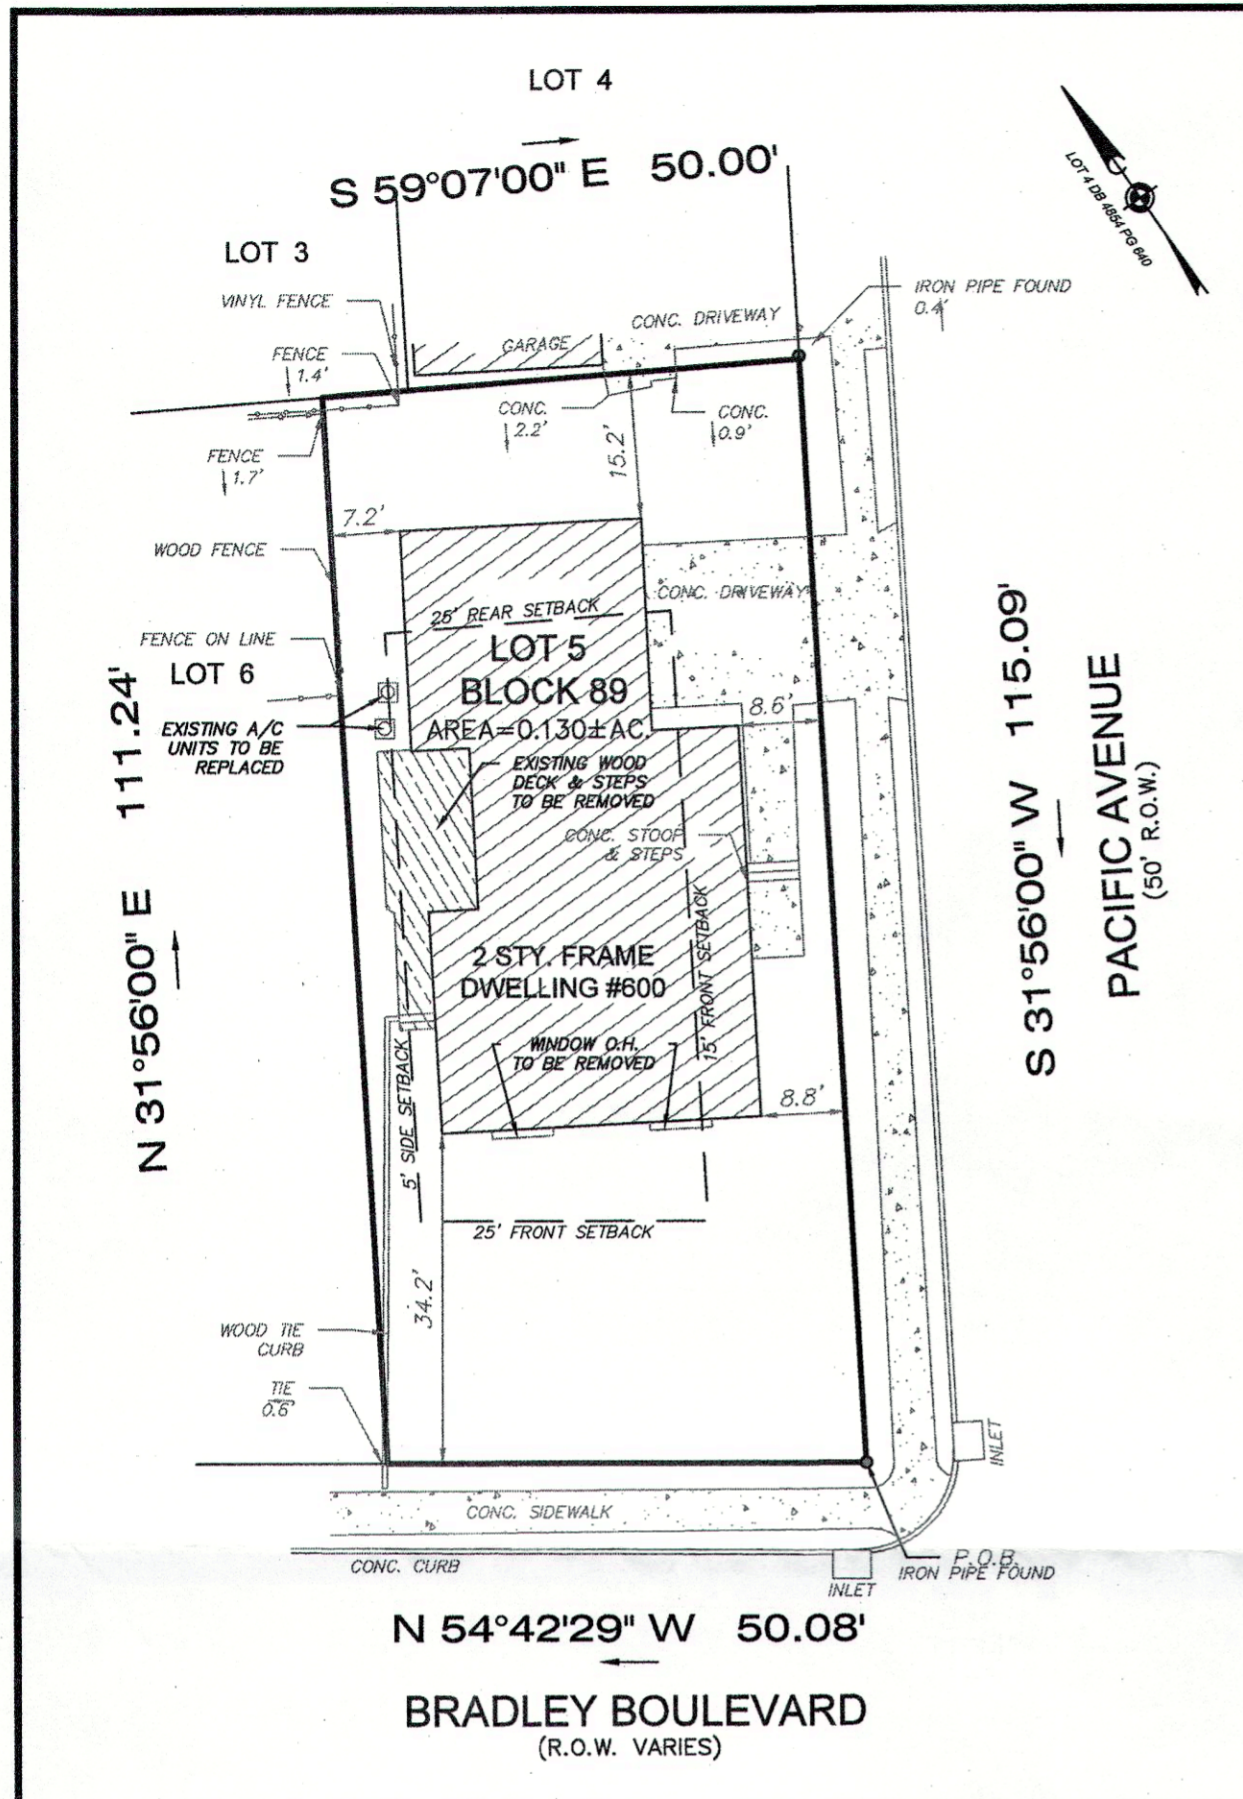 LOT 4
S 59°07'00" E 50.00'
LOT 4 DB 4854 PG 640
LOT 3
VINYL FENCE
IRON PIPE FOUND
0.4'
CONC. DRIVEWAY
GARAGE
FENCE
1.4'
CONC.
2.2'
CONC.
0.9'
FENCE
1.7'
15.2'
7.2'
WOOD FENCE
CONC. DRIVEWAY
25' REAR SETBACK
FENCE ON LINE
LOT 5
BLOCK 89
AREA=0.130±AC.
LOT 6
8.6'
EXISTING A/C
UNITS TO BE
REPLACED
EXISTING WOOD
DECK & STEPS
TO BE REMOVED
CONC. STOOP
& STEPS
N 31°56'00" E 111.24'
S 31°56'00" W 115.09'
PACIFIC AVENUE
(50' R.O.W.)
15' FRONT SETBACK
2 STY. FRAME
DWELLING #600
WINDOW O.H.
TO BE REMOVED
5' SIDE SETBACK
8.8'
25' FRONT SETBACK
34.2'
WOOD TIE
CURB
TIE
0.6'
INLET
CONC. SIDEWALK
CONC. CURB
P.O.B.
IRON PIPE FOUND
INLET
N 54°42'29" W 50.08'
BRADLEY BOULEVARD
(R.O.W. VARIES)